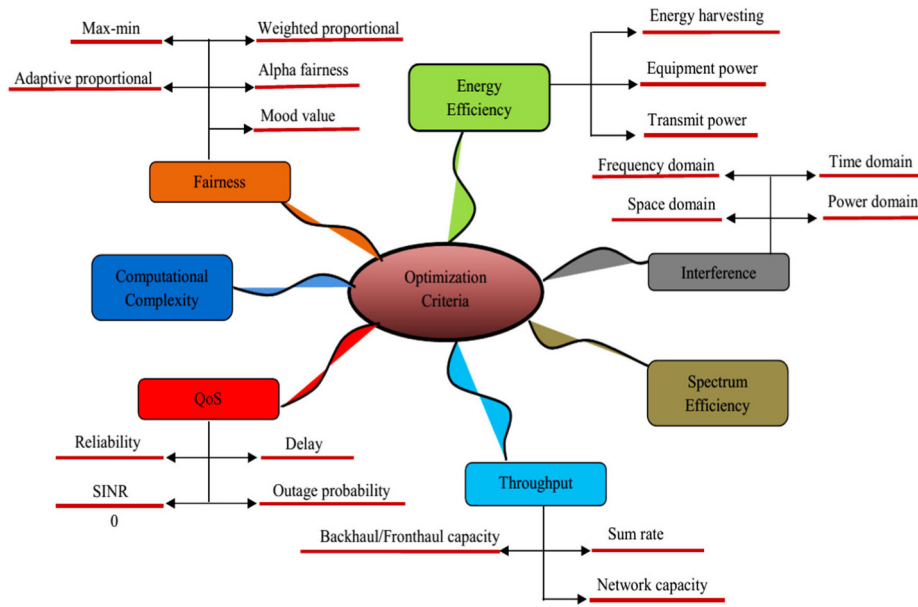 Max-min
Weighted proportional
Adaptive proportional
Alpha fairness
Mood value
Fairness
Energy
Efficiency
Energy harvesting
Equipment power
Transmit power
Frequency domain
Time domain
Space domain
Power domain
Interference
Computational
Complexity
Optimization
Criteria
Spectrum
Efficiency
QoS
Reliability
Delay
SINR
0
Outage probability
Throughput
Backhaul/Fronthaul capacity
Sum rate
Network capacity